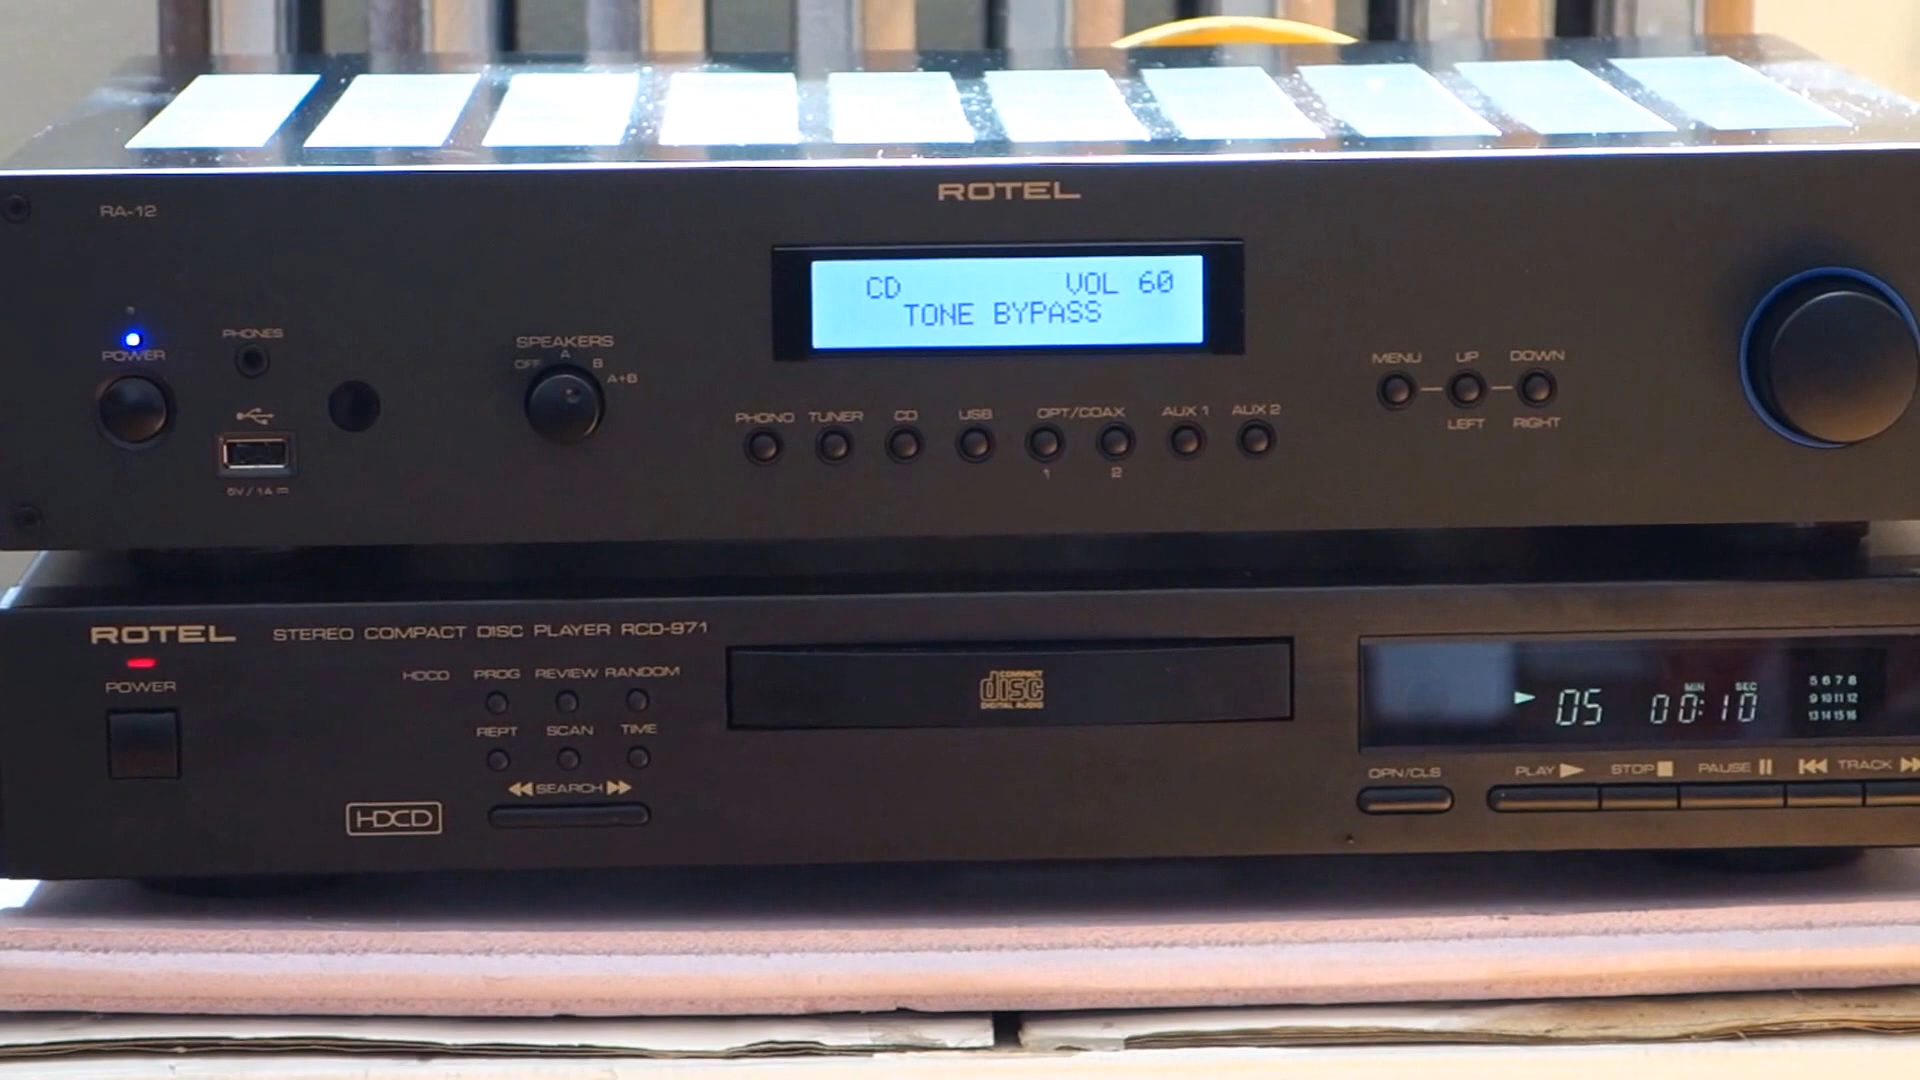 ROTEL
RA-12
CD VOL 60
TONE BYPASS
POWER
PHONES
5V/1A
SPEAKERS
OFF A B A+B
PHONO TUNER CD USB OPT/COAX AUX 1 AUX 2
1 2
MENU UP DOWN
LEFT RIGHT
ROTEL STEREO COMPACT DISC PLAYER RCD-971
POWER
HDCD PROG REVIEW RANDOM
REPT SCAN TIME
SEARCH
HDCD
COMPACT
disc
DIGITAL AUDIO
MIN SEC
05 00:10
5 6 7 8
9 10 11 12
13 14 15 16
OPN/CLS PLAY STOP PAUSE TRACK